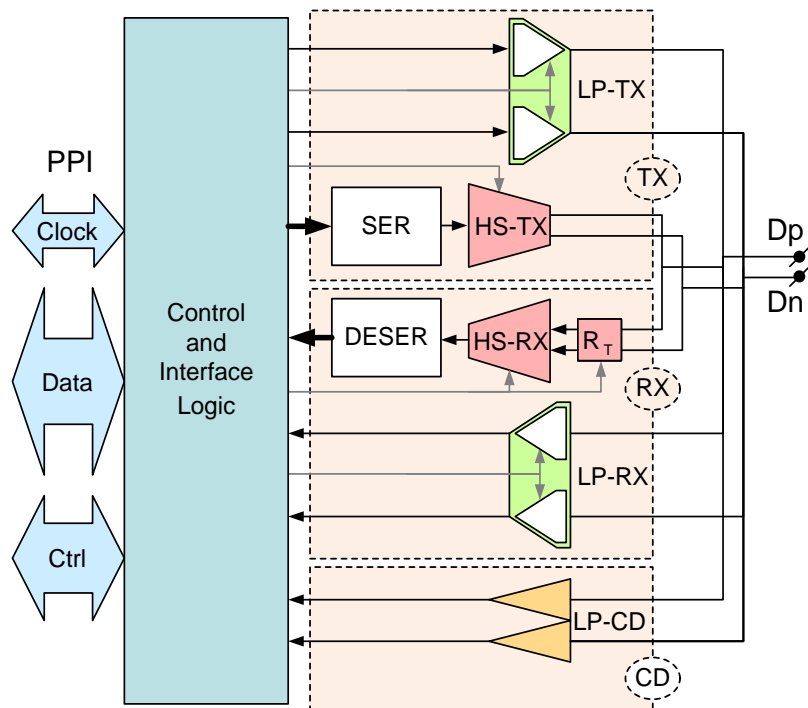 PPI
Clock
Data
Ctrl
Control
and
Interface
Logic
LP-TX
TX
SER
HS-TX
Dp
Dn
DESER
HS-RX
RT
RX
LP-RX
LP-CD
CD